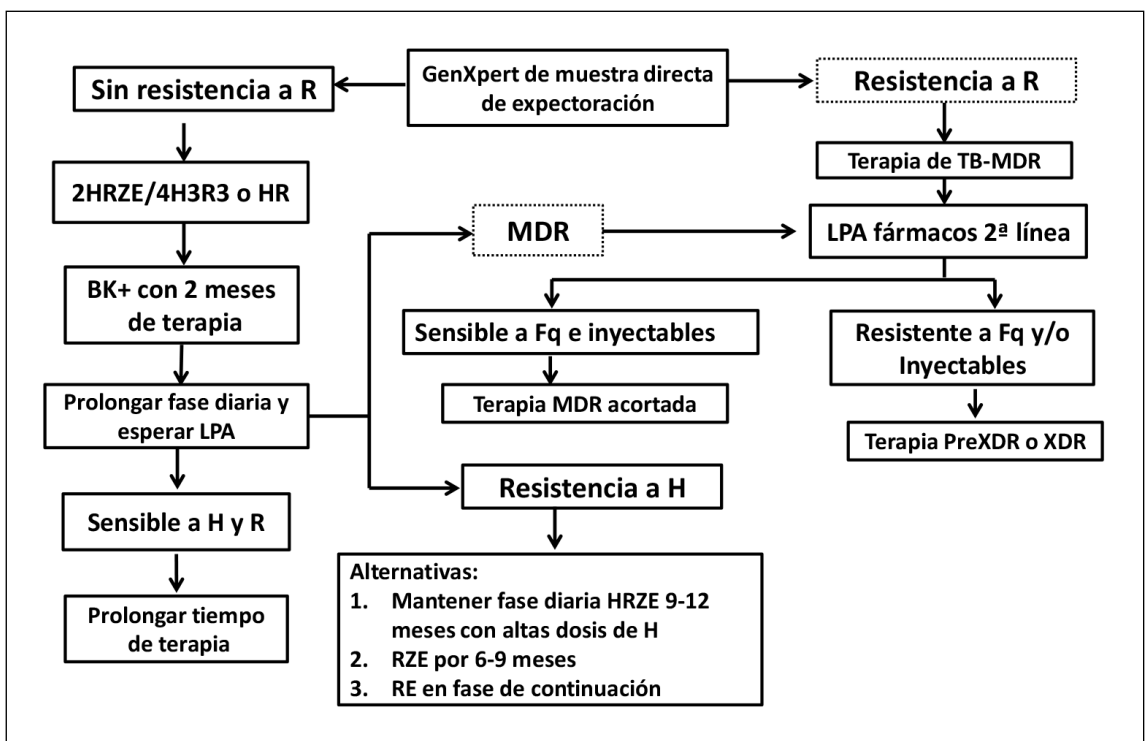 GenXpert de muestra directa
de expectoración
Sin resistencia a R
Resistencia a R
Terapia de TB-MDR
2HRZE/4H3R3 o HR
MDR
LPA fármacos 2ª línea
BK+ con 2 meses
de terapia
Sensible a Fq e inyectables
Resistente a Fq y/o
Inyectables
Prolongar fase diaria y
esperar LPA
Terapia MDR acortada
Terapia PreXDR o XDR
Resistencia a H
Sensible a H y R
Alternativas:
1. Mantener fase diaria HRZE 9-12
meses con altas dosis de H
2. RZE por 6-9 meses
3. RE en fase de continuación
Prolongar tiempo
de terapia